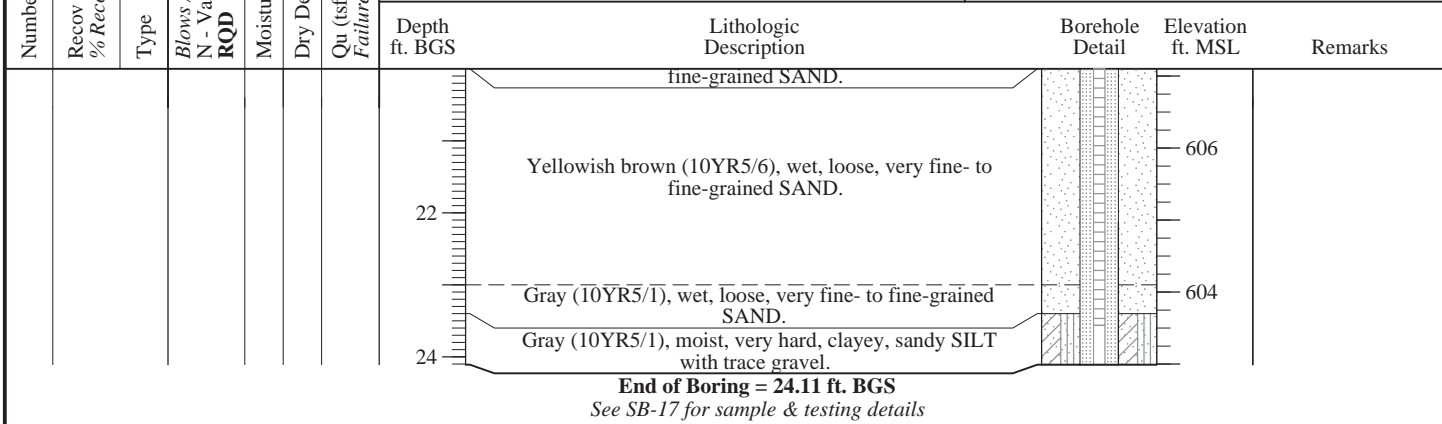 Number
Recov
% Rece
Type
Blows
N - Va
RQD
Moistu
Dry De
Qu (tsf
Failure
Depth
ft. BGS
Lithologic
Description
Borehole
Detail
Elevation
ft. MSL
Remarks
fine-grained SAND.
606
Yellowish brown (10YR5/6), wet, loose, very fine- to
fine-grained SAND.
22
604
Gray (10YR5/1), wet, loose, very fine- to fine-grained
SAND.
Gray (10YR5/1), moist, very hard, clayey, sandy SILT
with trace gravel.
24
End of Boring = 24.11 ft. BGS
See SB-17 for sample & testing details